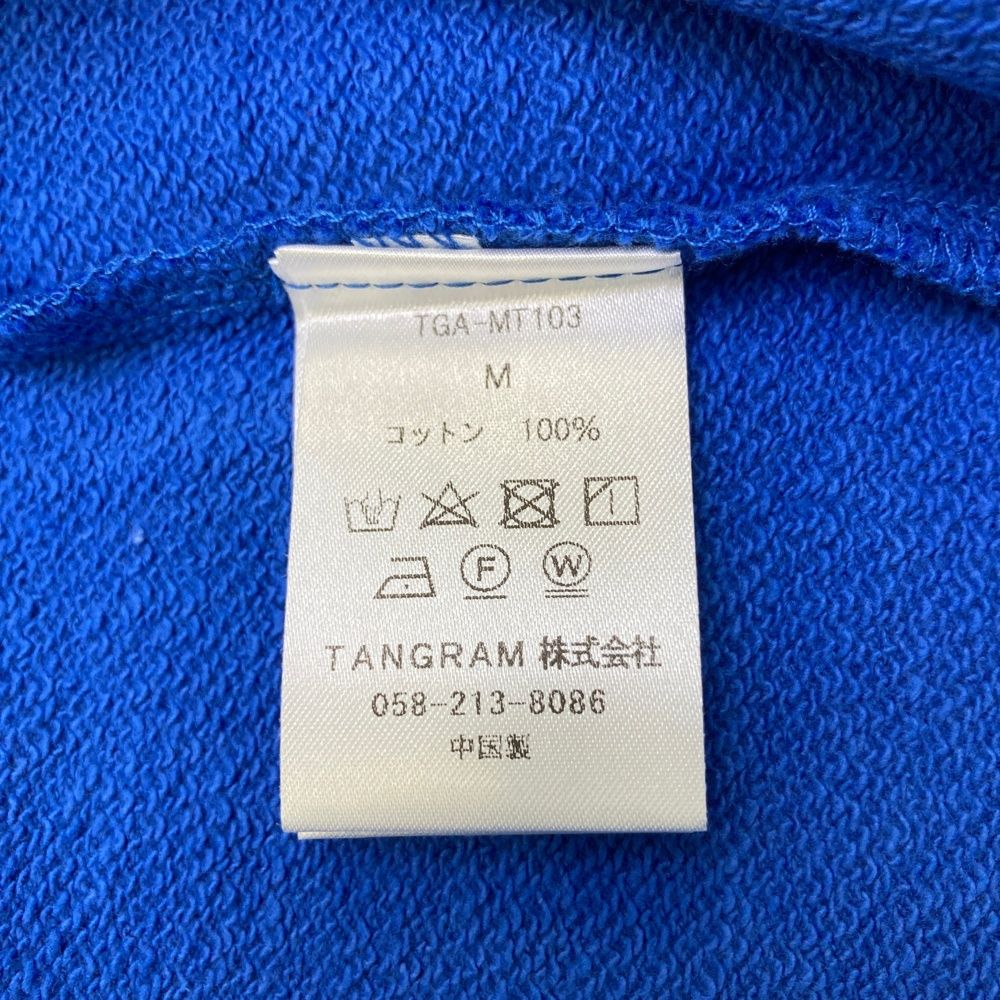 TGA-MT103
M
コットン 100%
F W
TANGRAM 株式会社
058-213-8086
中国製